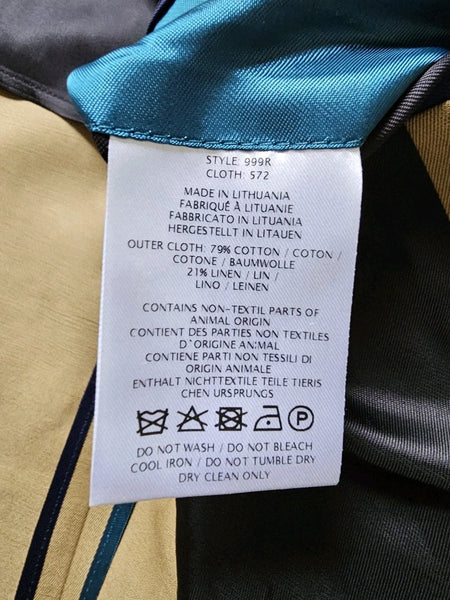 STYLE: 999R
CLOTH: 572
MADE IN LITHUANIA
FABRIQUÉ À LITUANIE
FABBRICATO IN LITUANIA
HERGESTELLT IN LITAUEN
OUTER CLOTH: 79% COTTON / COTON /
COTONE / BAUMWOLLE
21% LINEN / LIN /
LINO / LEINEN
CONTAINS NON-TEXTIL PARTS OF
ANIMAL ORIGIN
CONTIENT DES PARTIES NON TEXTILES
D'ORIGINE ANIMAL
CONTIENE PARTI NON TESSILI DI
ORIGIN ANIMALE
ENTHALT NICHTTEXTILE TEILE TIERIS
CHEN URSPRUNGS
P
DO NOT WASH / DO NOT BLEACH
COOL IRON / DO NOT TUMBLE DRY
DRY CLEAN ONLY